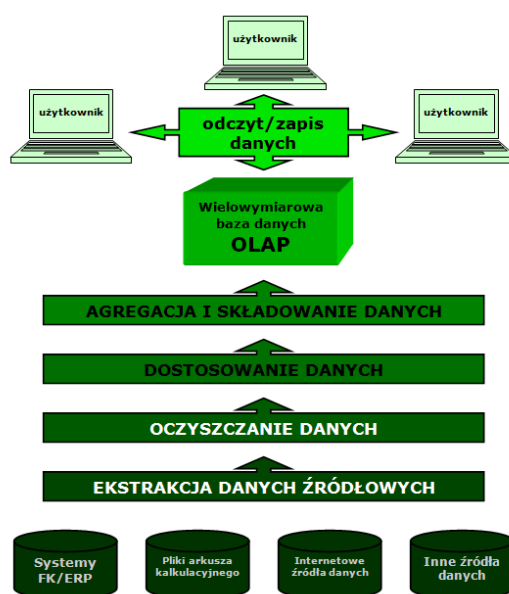 użytkownik
użytkownik
odczyt/zapis
danych
użytkownik
Wielowymiarowa
baza danych
OLAP
AGREGACJA I SKŁADOWANIE DANYCH
DOSTOSOWANIE DANYCH
OCZYSZCZANIE DANYCH
EKSTRAKCJA DANYCH ŹRÓDŁOWYCH
Systemy
FK/ERP
Pliki arkusza
kalkulacyjnego
Internetowe
źródła danych
Inne źródła
danych